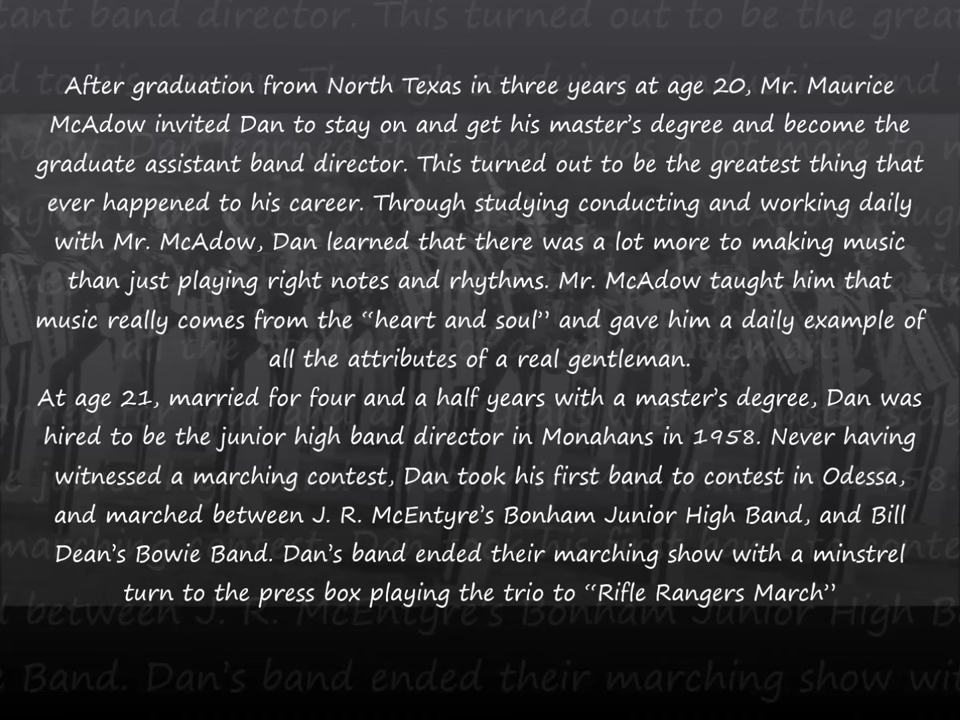 After graduation from North Texas in three years at age 20, Mr. Maurice
McAdow invited Dan to stay on and get his master's degree and become the
graduate assistant band director. This turned out to be the greatest thing that
ever happened to his career. Through studying conducting and working daily
with Mr. McAdow, Dan learned that there was a lot more to making music
than just playing right notes and rhythms. Mr. McAdow taught him that
music really comes from the “heart and soul” and gave him a daily example of
all the attributes of a real gentleman.
At age 21, married for four and a half years with a master's degree, Dan was
hired to be the junior high band director in Monahans in 1958. Never having
witnessed a marching contest, Dan took his first band to contest in Odessa,
and marched between J. R. McEntyre's Bonham Junior High Band, and Bill
Dean's Bowie Band. Dan's band ended their marching show with a minstrel
turn to the press box playing the trio to “Rifle Rangers March”